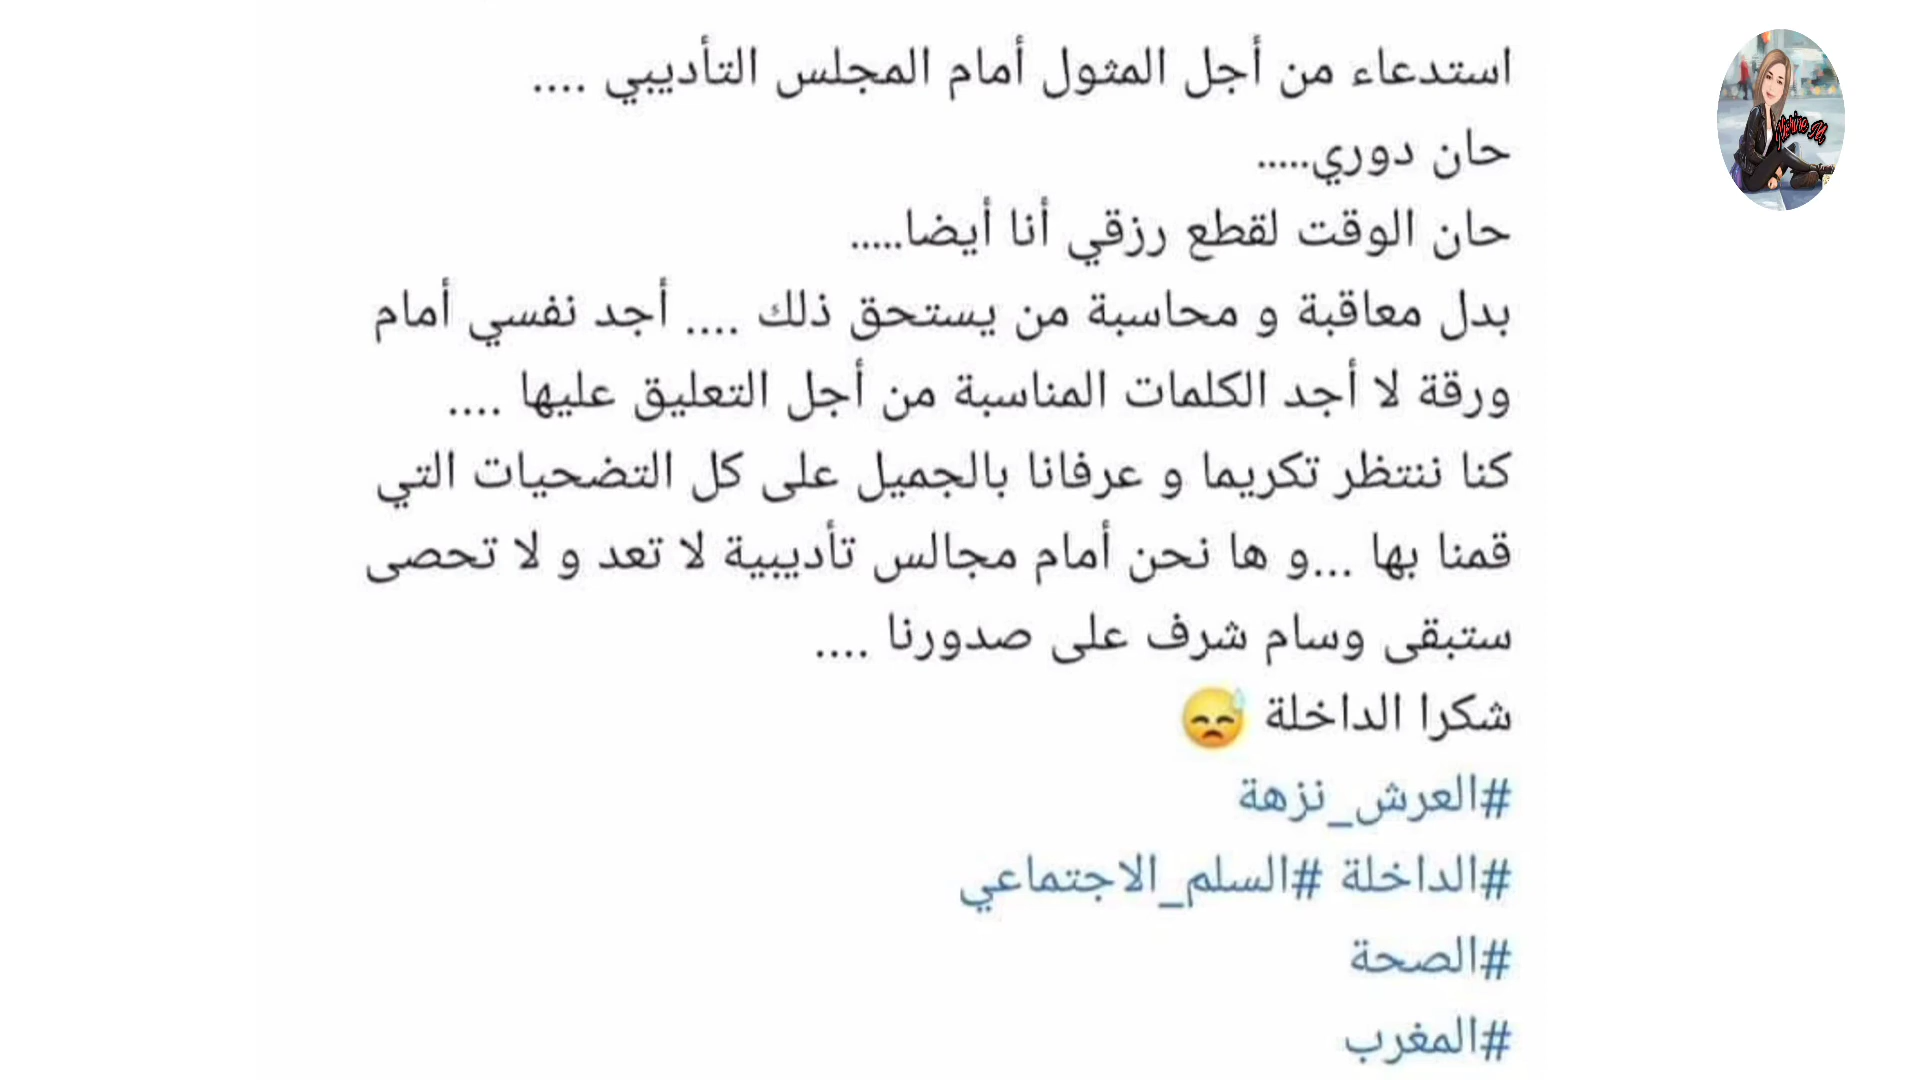 استدعاء من أجل المثول أمام المجلس التأديبي ....
حان دوري.....
حان الوقت لقطع رزقي أنا أيضا.....
بدل معاقبة و محاسبة من يستحق ذلك .... أجد نفسي أمام
ورقة لا أجد الكلمات المناسبة من أجل التعليق عليها ....
كنا ننتظر تكريما و عرفانا بالجميل على كل التضحيات التي
قمنا بها ...و ها نحن أمام مجالس تأديبية لا تعد و لا تحصى
ستبقى وسام شرف على صدورنا ....
شكرا الداخلة 😓
#العرش_نزهة
#الداخلة #السلم_الاجتماعي
#الصحة
#المغرب